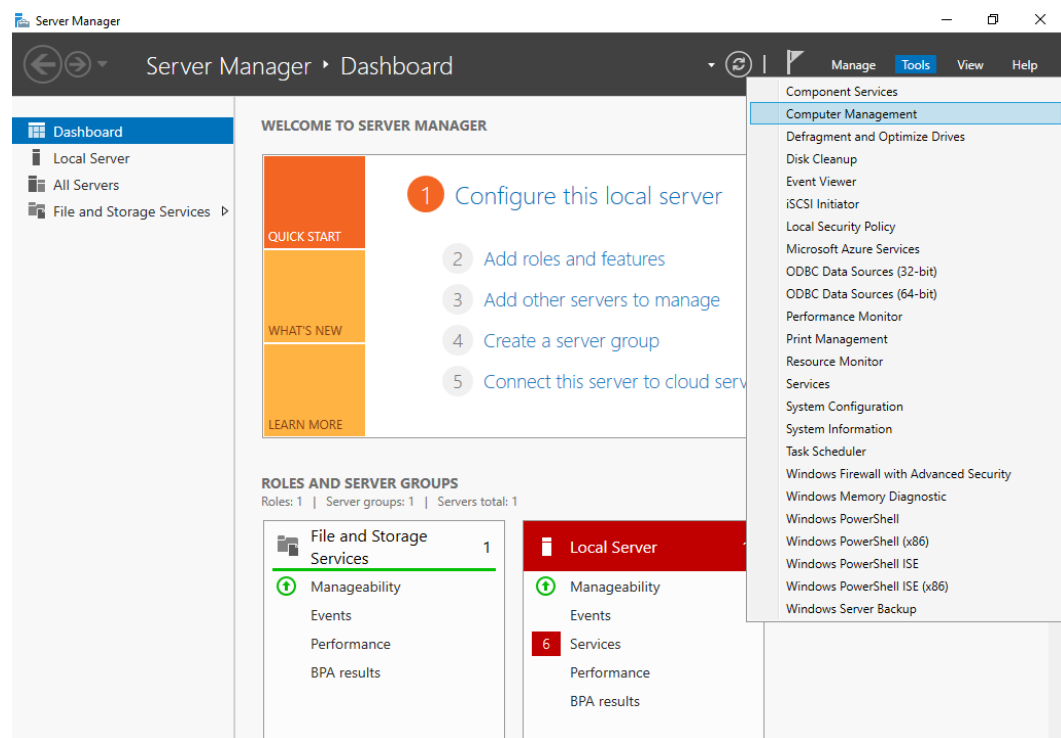 Server Manager
Server Manager ‣ Dashboard
Manage Tools View Help
Dashboard
Local Server
All Servers
File and Storage Services
WELCOME TO SERVER MANAGER
QUICK START
WHAT'S NEW
LEARN MORE
1 Configure this local server
2 Add roles and features
3 Add other servers to manage
4 Create a server group
5 Connect this server to cloud serv
ROLES AND SERVER GROUPS
Roles: 1 | Server groups: 1 | Servers total: 1
File and Storage
Services 1
Manageability
Events
Performance
BPA results
Local Server
Manageability
Events
6 Services
Performance
BPA results
Component Services
Computer Management
Defragment and Optimize Drives
Disk Cleanup
Event Viewer
iSCSI Initiator
Local Security Policy
Microsoft Azure Services
ODBC Data Sources (32-bit)
ODBC Data Sources (64-bit)
Performance Monitor
Print Management
Resource Monitor
Services
System Configuration
System Information
Task Scheduler
Windows Firewall with Advanced Security
Windows Memory Diagnostic
Windows PowerShell
Windows PowerShell (x86)
Windows PowerShell ISE
Windows PowerShell ISE (x86)
Windows Server Backup